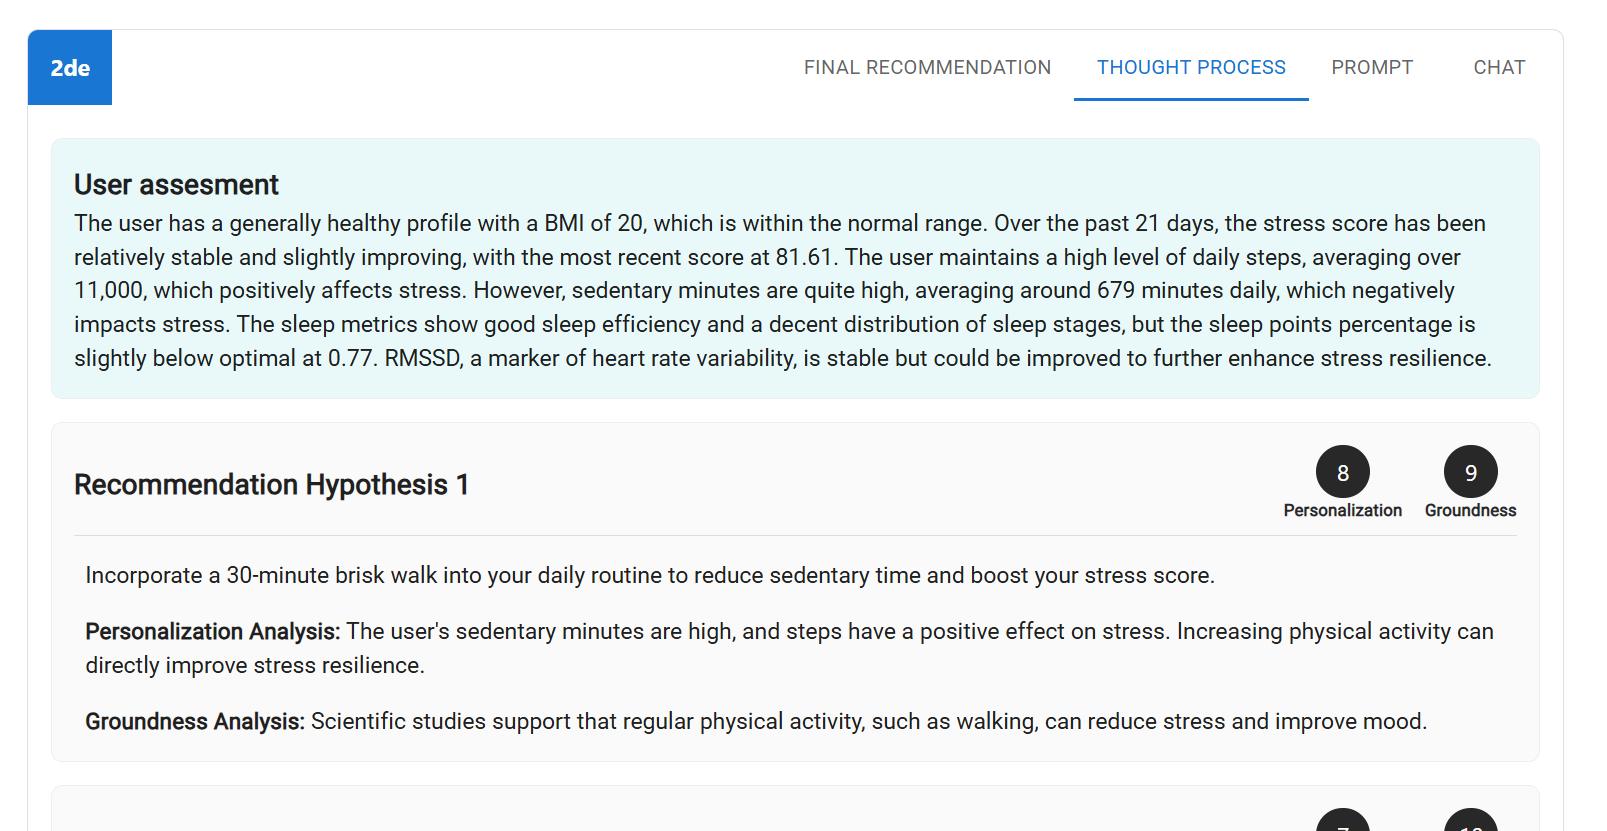 2de
FINAL RECOMMENDATION
THOUGHT PROCESS
PROMPT
CHAT
User assesment
The user has a generally healthy profile with a BMI of 20, which is within the normal range. Over the past 21 days, the stress score has been
relatively stable and slightly improving, with the most recent score at 81.61. The user maintains a high level of daily steps, averaging over
11,000, which positively affects stress. However, sedentary minutes are quite high, averaging around 679 minutes daily, which negatively
impacts stress. The sleep metrics show good sleep efficiency and a decent distribution of sleep stages, but the sleep points percentage is
slightly below optimal at 0.77. RMSSD, a marker of heart rate variability, is stable but could be improved to further enhance stress resilience.
Recommendation Hypothesis 1
8
Personalization
9
Groundness
Incorporate a 30-minute brisk walk into your daily routine to reduce sedentary time and boost your stress score.
Personalization Analysis: The user's sedentary minutes are high, and steps have a positive effect on stress. Increasing physical activity can
directly improve stress resilience.
Groundness Analysis: Scientific studies support that regular physical activity, such as walking, can reduce stress and improve mood.